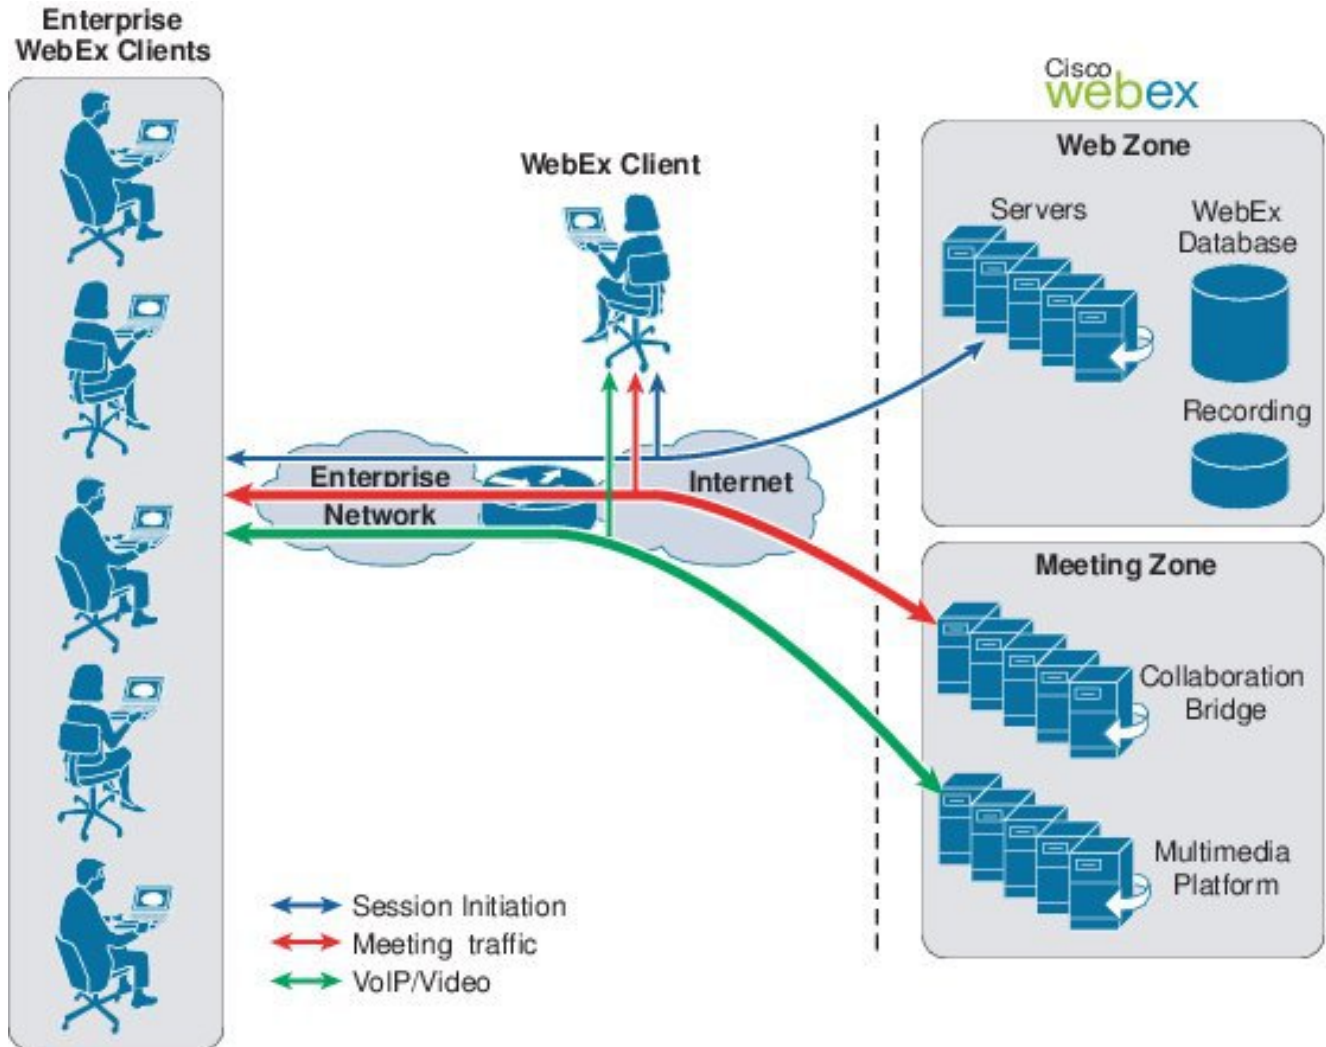 Enterprise
WebEx Clients
WebEx Client
Cisco
webex
Web Zone
Servers
WebEx
Database
Recording
Enterprise
Network
Internet
Meeting Zone
Collaboration
Bridge
Multimedia
Platform
Session Initiation
Meeting traffic
VoIP/Video